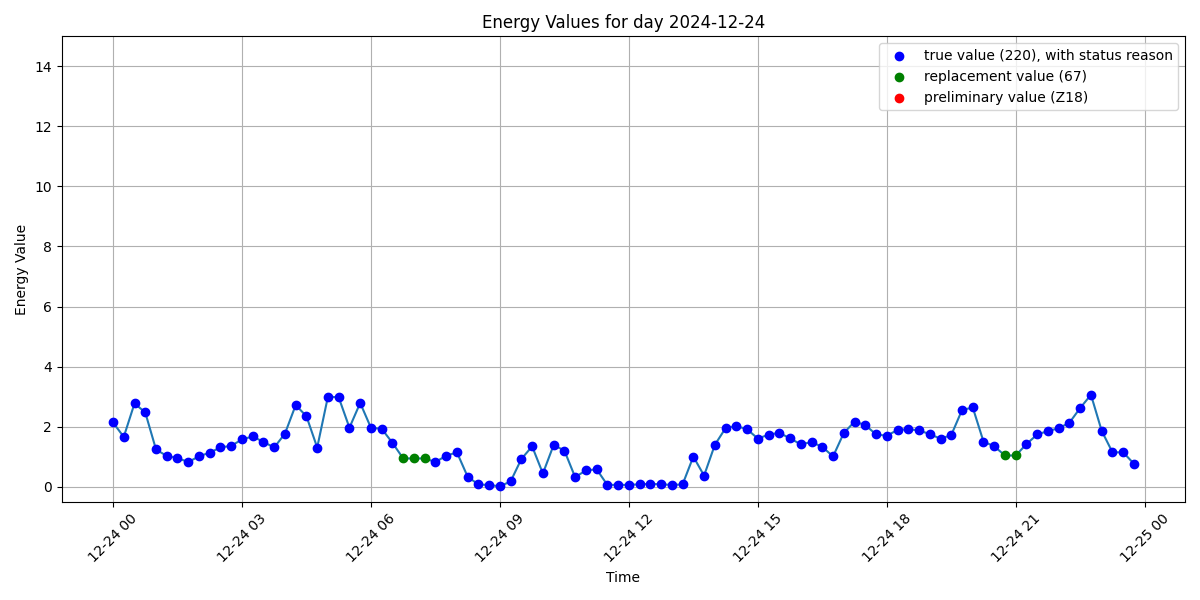 Energy Values for day 2024-12-24
true value (220), with status reason
replacement value (67)
preliminary value (Z18)
Energy Value
14
12
10
8
6
4
2
0
12-24 00
12-24 03
12-24 06
12-24 09
12-24 12
12-24 15
12-24 18
12-24 21
12-25 00
Time